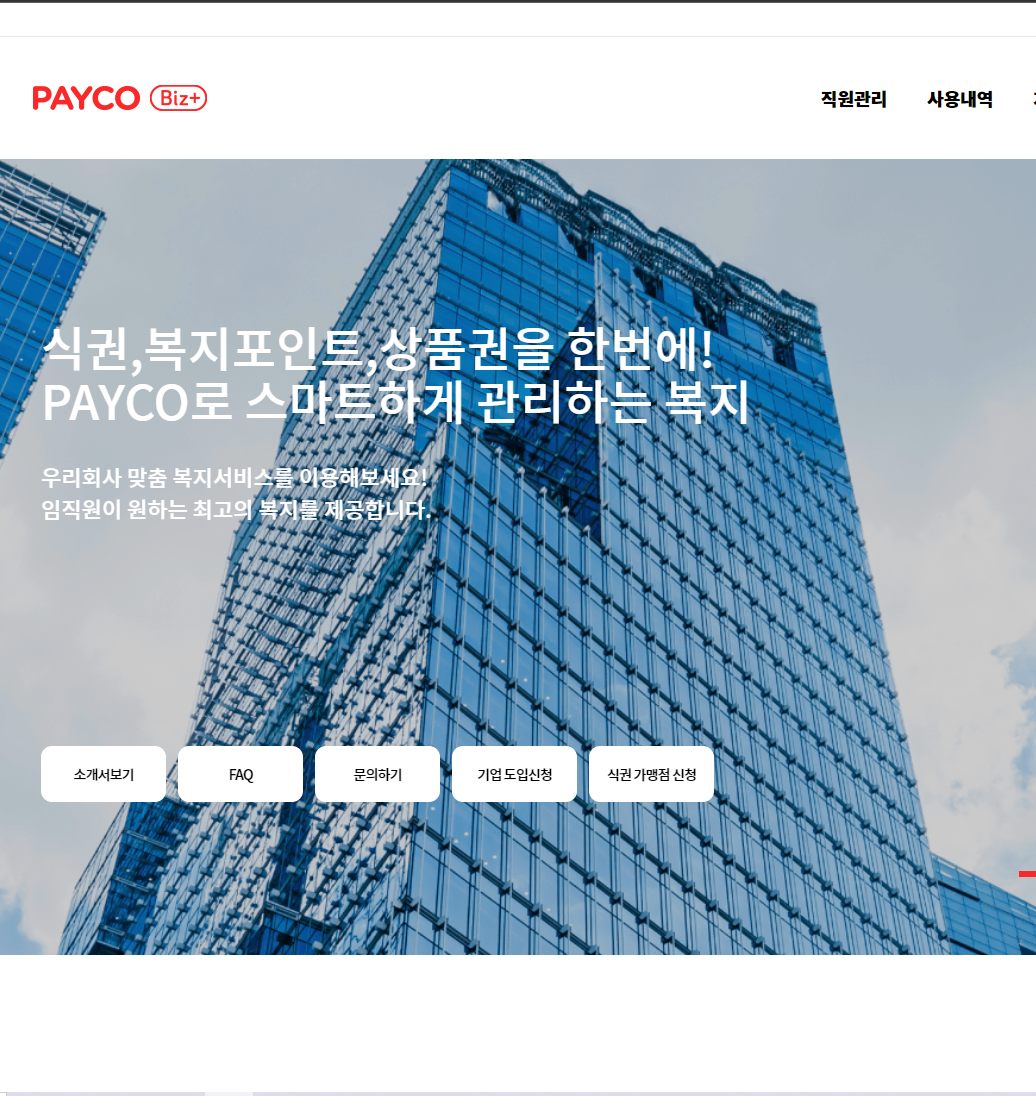 PAYCO Biz+
직원관리 사용내역
식권,복지포인트,상품권을 한번에!
PAYCO로 스마트하게 관리하는 복지
우리회사 맞춤 복지서비스를 이용해보세요!
임직원이 원하는 최고의 복지를 제공합니다.
소개서보기 FAQ 문의하기 기업 도입신청 식권 가맹점 신청